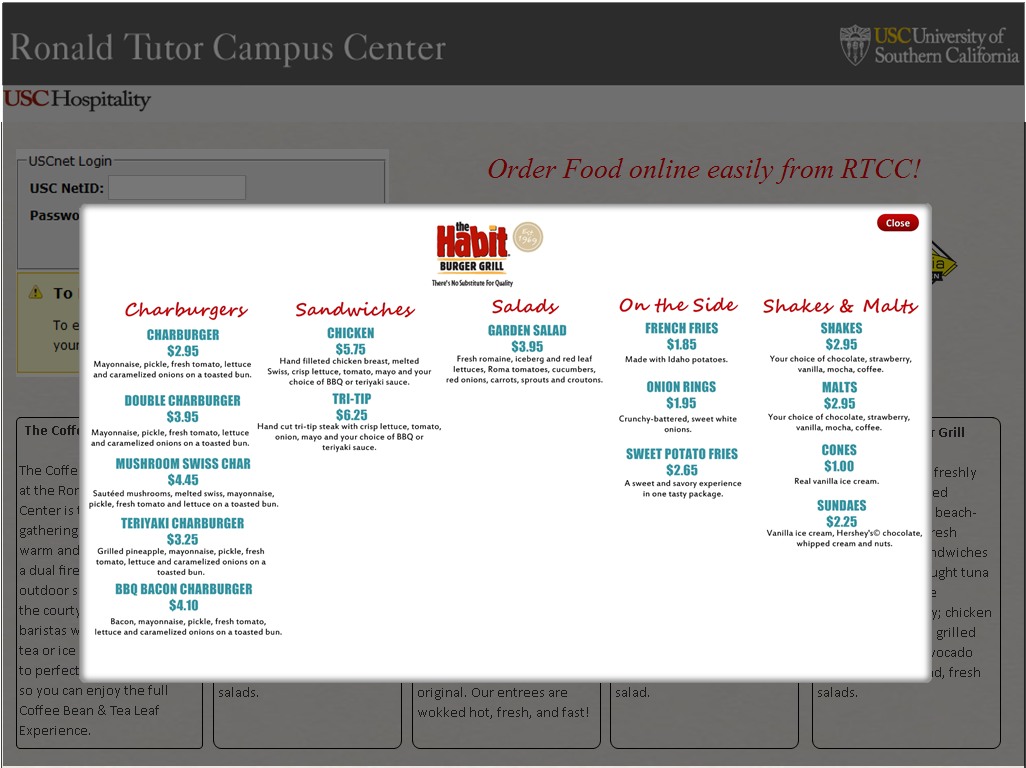 Ronald Tutor Campus Center
USC University of
Southern California
USC Hospitality
USCnet Login
USC NetID:
Order Food online easily from RTCC!
Close
the
Habit
Est
1969
BURGER GRILL
There's No Substitute For Quality
Charburgers
CHARBURGER
$2.95
Mayonnaise, pickle, fresh tomato, lettuce
and caramelized onions on a toasted bun.
DOUBLE CHARBURGER
$3.95
Mayonnaise, pickle, fresh tomato, lettuce
and caramelized onions on a toasted bun.
MUSHROOM SWISS CHAR
$4.45
Sautéed mushrooms, melted swiss, mayonnaise,
pickle, fresh tomato and lettuce on a toasted bun.
TERIYAKI CHARBURGER
$3.25
Grilled pineapple, mayonnaise, pickle, fresh
tomato, lettuce and caramelized onions on a
toasted bun.
BBQ BACON CHARBURGER
$4.10
Bacon, mayonnaise, pickle, fresh tomato,
lettuce and caramelized onions on a toasted bun.
Sandwiches
CHICKEN
$5.75
Hand filleted chicken breast, melted
Swiss, crisp lettuce, tomato, mayo and your
choice of BBQ or teriyaki sauce.
TRI-TIP
$6.25
Hand cut tri-tip steak with crisp lettuce, tomato,
onion, mayo and your choice of BBQ or
teriyaki sauce.
Salads
GARDEN SALAD
$3.95
Fresh romaine, iceberg and red leaf
lettuces, Roma tomatoes, cucumbers,
red onions, carrots, sprouts and croutons.
On the Side
FRENCH FRIES
$1.85
Made with Idaho potatoes.
ONION RINGS
$1.95
Crunchy-battered, sweet white
onions.
SWEET POTATO FRIES
$2.65
A sweet and savory experience
in one tasty package.
Shakes & Malts
SHAKES
$2.95
Your choice of chocolate, strawberry,
vanilla, mocha, coffee.
MALTS
$2.95
Your choice of chocolate, strawberry,
vanilla, mocha, coffee.
CONES
$1.00
Real vanilla ice cream.
SUNDAES
$2.25
Vanilla ice cream, Hershey's© chocolate,
whipped cream and nuts.
To
To e
your
The Coffe
The Coffe
at the Ron
Center is
gathering
warm and
a dual fire
outdoor s
the courty
baristas w
tea or ice
to perfect
so you can enjoy the full
Coffee Bean & Tea Leaf
Experience.
salads.
original. Our entrees are
wokked hot, fresh, and fast!
salad.
r Grill
freshly
ed
beach-
resh
ndwiches
ught tuna
e
y; chicken
grilled
vocado
nd, fresh
salads.